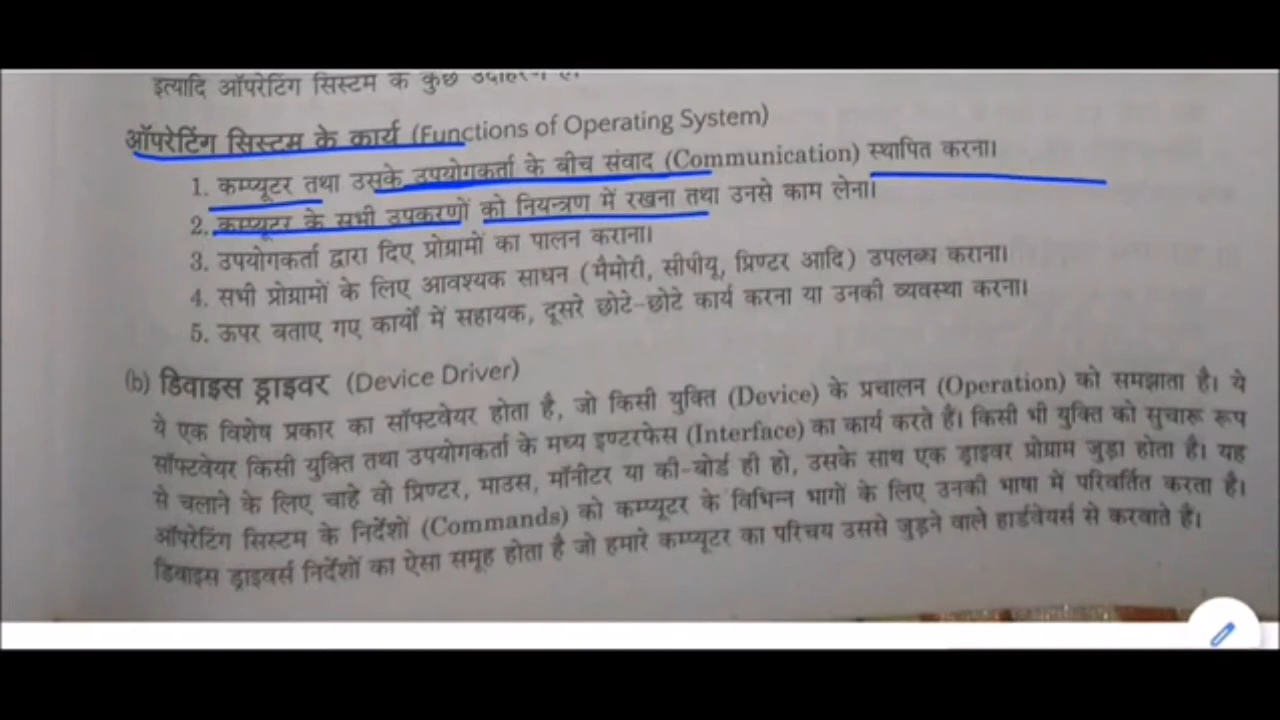 इत्यादि ऑपरेटिंग सिस्टम के कुछ उदाहरण हैं।
ऑपरेटिंग सिस्टम के कार्य (Functions of Operating System)
1. कम्प्यूटर तथा उसके उपयोगकर्ता के बीच संवाद (Communication) स्थापित करना।
2. कम्प्यूटर के सभी उपकरणों को नियन्त्रण में रखना तथा उनसे काम लेना।
3. उपयोगकर्ता द्वारा दिए प्रोग्रामों का पालन कराना।
4. सभी प्रोग्रामों के लिए आवश्यक साधन (मैमोरी, सीपीयू, प्रिण्टर आदि) उपलब्ध कराना।
5. ऊपर बताए गए कार्यों में सहायक, दूसरे छोटे-छोटे कार्य करना या उनकी व्यवस्था करना।
(b) डिवाइस ड्राइवर (Device Driver)
ये एक विशेष प्रकार का सॉफ्टवेयर होता है, जो किसी युक्ति (Device) के प्रचालन (Operation) को समझाता है। ये
सॉफ्टवेयर किसी युक्ति तथा उपयोगकर्ता के मध्य इण्टरफेस (Interface) का कार्य करते हैं। किसी भी युक्ति को सुचारू रूप
से चलाने के लिए चाहे वो प्रिण्टर, माउस, मॉनीटर या की-बोर्ड ही हो, उसके साथ एक ड्राइवर प्रोग्राम जुड़ा होता है। यह
ऑपरेटिंग सिस्टम के निर्देशों (Commands) को कम्प्यूटर के विभिन्न भागों के लिए उनकी भाषा में परिवर्तित करता है।
डिवाइस ड्राइवर्स निर्देशों का ऐसा समूह होता है जो हमारे कम्प्यूटर का परिचय उससे जुड़ने वाले हार्डवेयर्स से करवाते है।